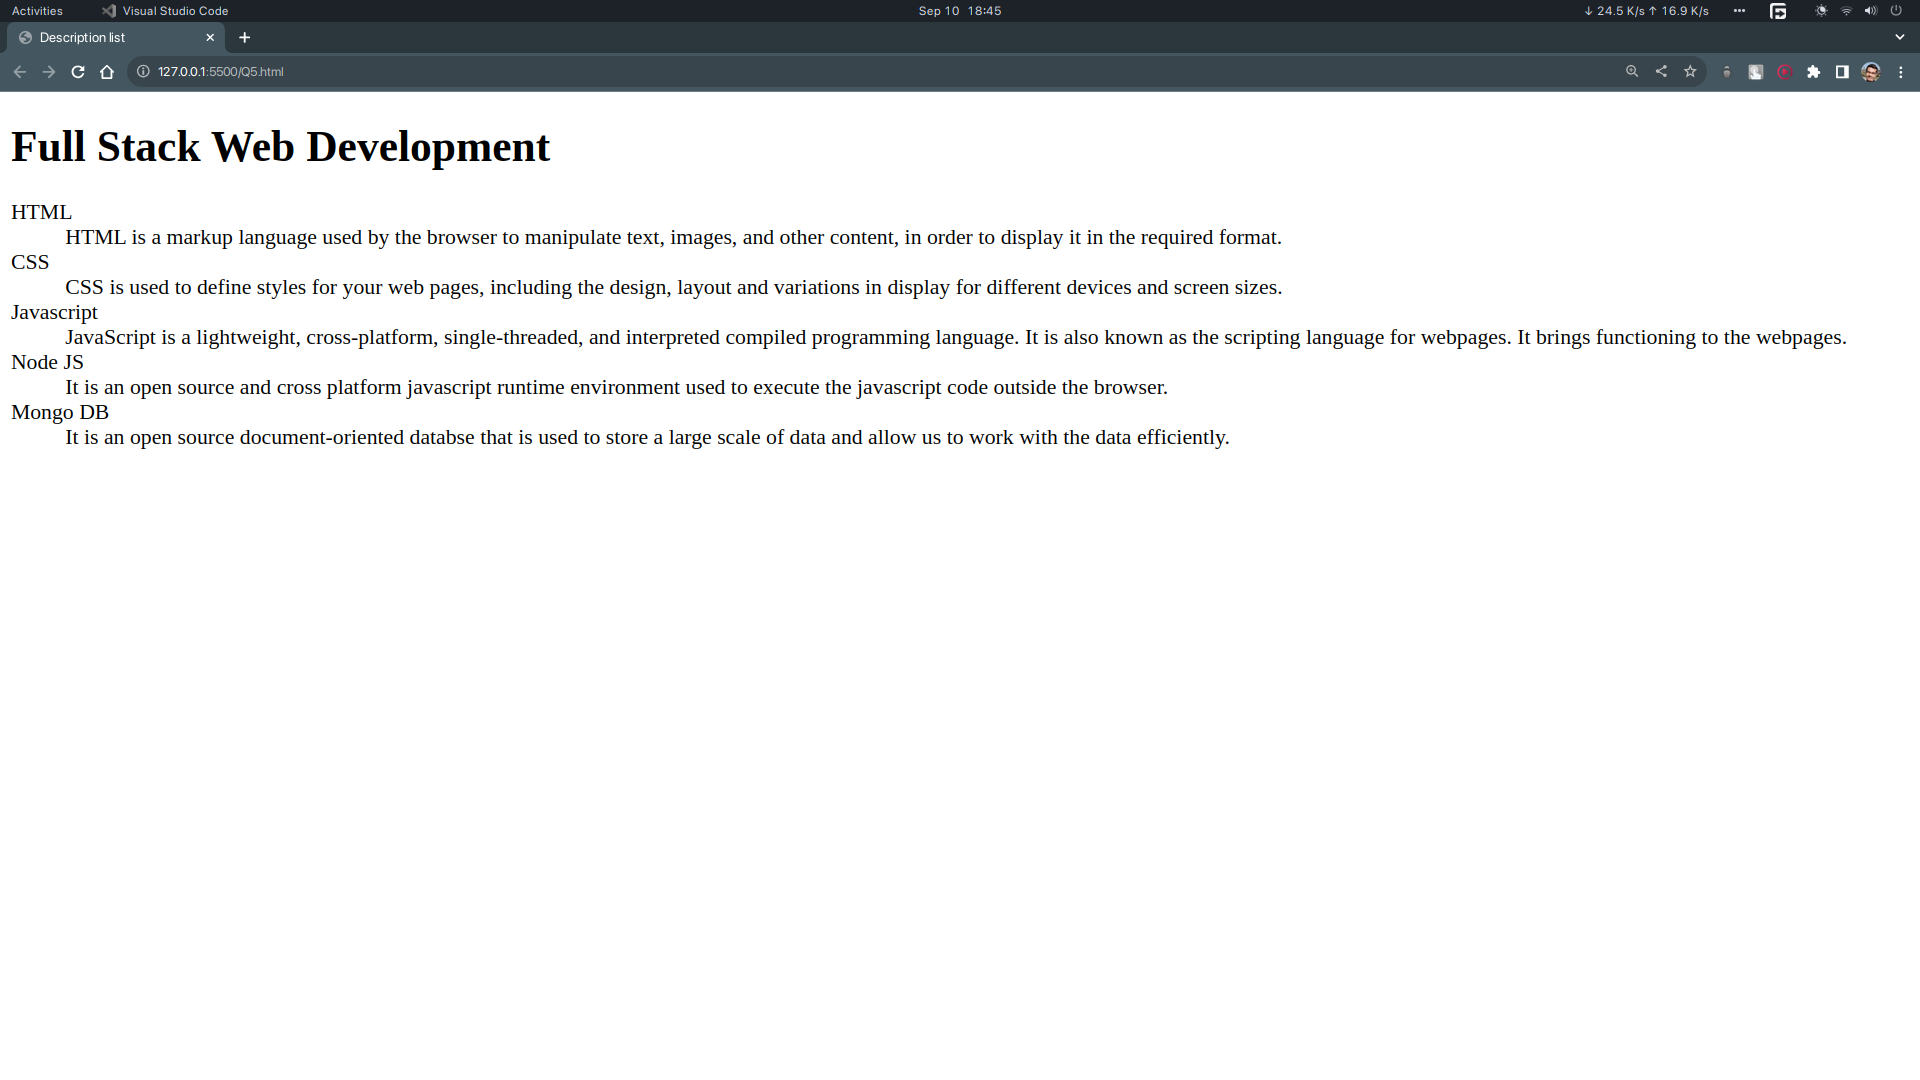 Activities Visual Studio Code Sep 10 18:45 ↓ 24.5 K/s ↑ 16.9 K/s
Description list
127.0.0.1:5500/Q5.html
Full Stack Web Development
HTML
HTML is a markup language used by the browser to manipulate text, images, and other content, in order to display it in the required format.
CSS
CSS is used to define styles for your web pages, including the design, layout and variations in display for different devices and screen sizes.
Javascript
JavaScript is a lightweight, cross-platform, single-threaded, and interpreted compiled programming language. It is also known as the scripting language for webpages. It brings functioning to the webpages.
Node JS
It is an open source and cross platform javascript runtime environment used to execute the javascript code outside the browser.
Mongo DB
It is an open source document-oriented databse that is used to store a large scale of data and allow us to work with the data efficiently.